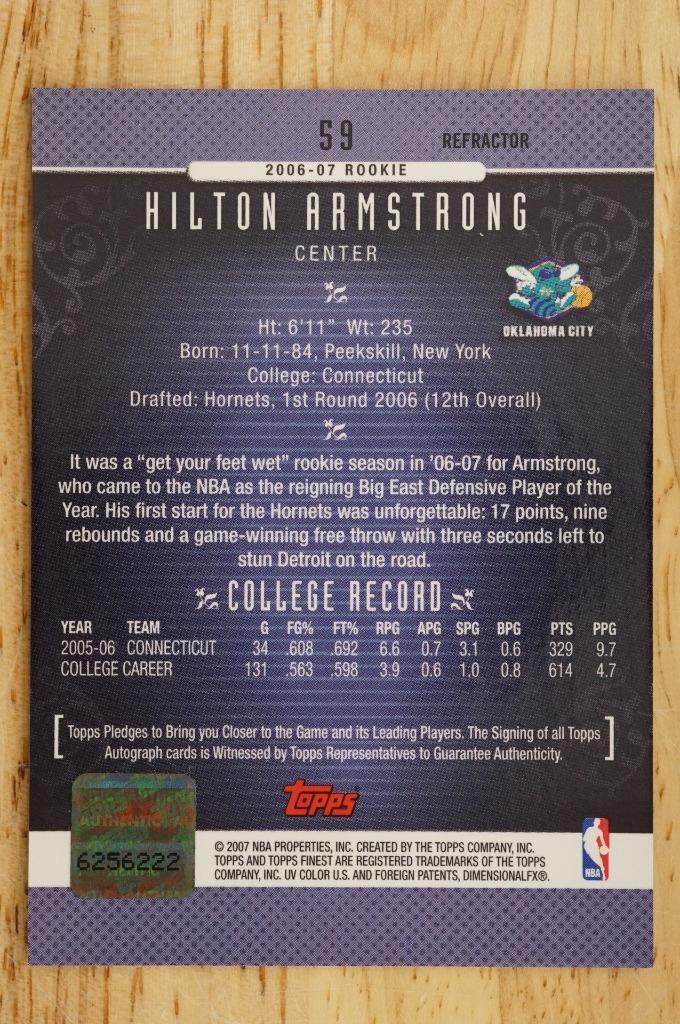 59 REFRACTOR
2006-07 ROOKIE
HILTON ARMSTRONG
CENTER
OKLAHOMA CITY
Ht: 6'11" Wt: 235
Born: 11-11-84, Peekskill, New York
College: Connecticut
Drafted: Hornets, 1st Round 2006 (12th Overall)
It was a “get your feet wet” rookie season in '06-07 for Armstrong,
who came to the NBA as the reigning Big East Defensive Player of the
Year. His first start for the Hornets was unforgettable: 17 points, nine
rebounds and a game-winning free throw with three seconds left to
stun Detroit on the road.
COLLEGE RECORD
YEAR TEAM G FG% FT% RPG APG SPG BPG PTS PPG
2005-06 CONNECTICUT 34 .608 .692 6.6 0.7 3.1 0.6 329 9.7
COLLEGE CAREER 131 .563 .598 3.9 0.6 1.0 0.8 614 4.7
[Topps Pledges to Bring you Closer to the Game and its Leading Players. The Signing of all Topps
Autograph cards is Witnessed by Topps Representatives to Guarantee Authenticity.]
Topps
AUTHENTIC
6256222
© 2007 NBA PROPERTIES, INC. CREATED BY THE TOPPS COMPANY, INC.
TOPPS AND TOPPS FINEST ARE REGISTERED TRADEMARKS OF THE TOPPS
COMPANY, INC. UV COLOR U.S. AND FOREIGN PATENTS, DIMENSIONALFX®.
NBA